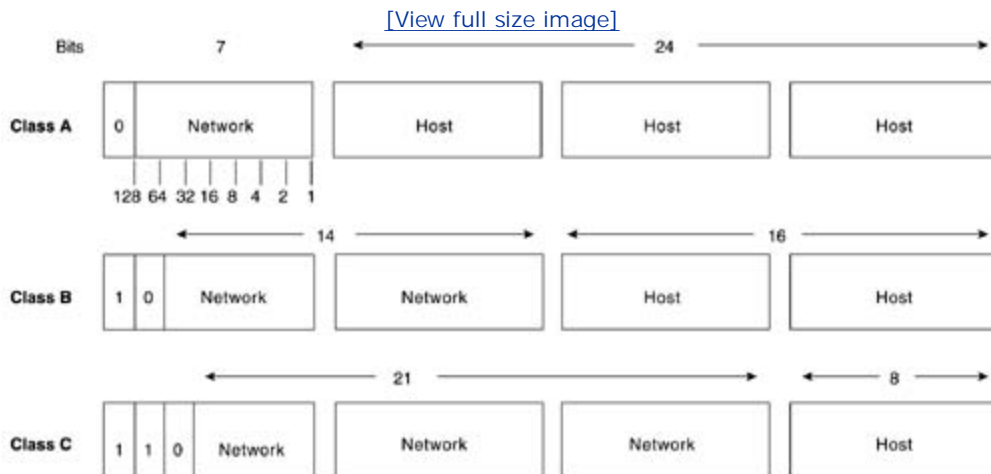 [View full size image]
Bits 7 24
Class A 0 Network Host Host Host
128 64 32 16 8 4 2 1
14 16
Class B 1 0 Network Network Host Host
21 8
Class C 1 1 0 Network Network Network Host